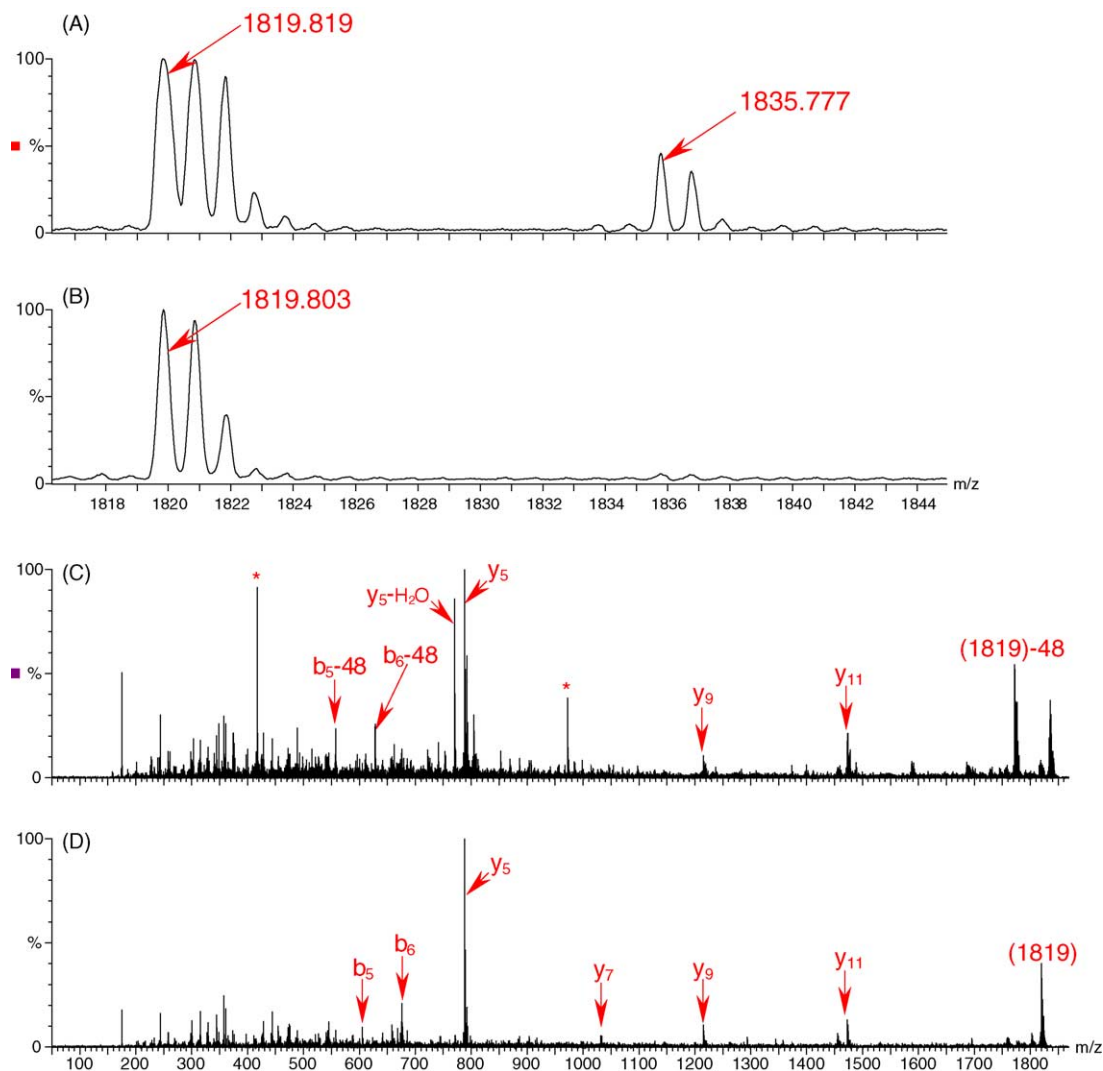 (A)
1819.819
1835.777
100
%
0
(B)
1819.803
100
%
0
1818 1820 1822 1824 1826 1828 1830 1832 1834 1836 1838 1840 1842 1844 m/z
(C)
100
%
0
*
b5-48
b6-48
y5-H2O
y5
*
y9
y11
(1819)-48
(D)
100
%
0
b5
b6
y5
y7
y9
y11
(1819)
100 200 300 400 500 600 700 800 900 1000 1100 1200 1300 1400 1500 1600 1700 1800 m/z